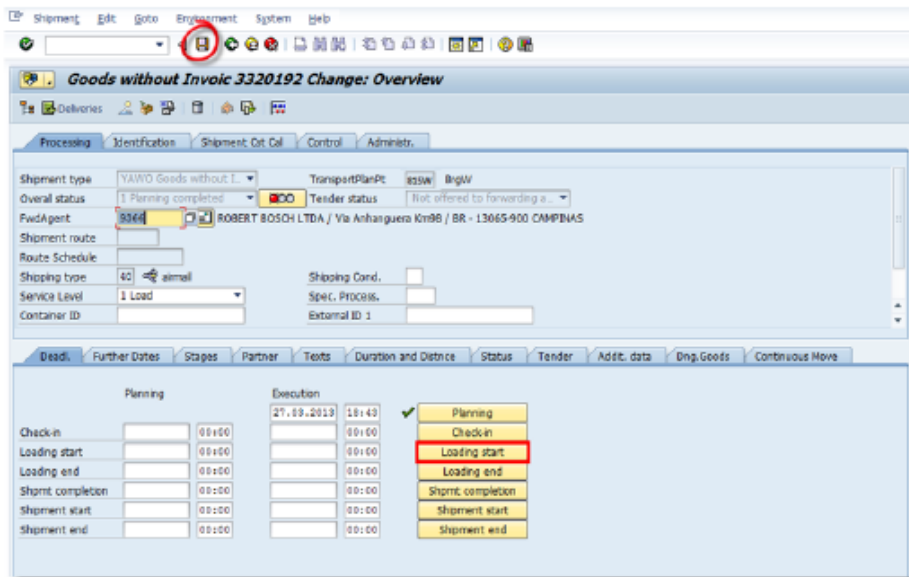 Shipment Edit Goto Environment System Help
Goods without Invoic 3320192 Change: Overview
Deliveries
Processing Identification Shipment Cst Cal Control Administr.
Shipment type YAWO Goods without I... TransportPlanPt BngW
Overall status 1 Planning completed Tender status Not offered to forwarding a...
FwdAgent 9366 ROBERT BOSCH LTDA / Via Anhanguera Km98 / BR - 13065-900 CAMPINAS
Shipment route
Route Schedule
Shipping type 40 airmail Shipping Cond.
Service Level 1 Load Spec. Process.
Container ID External ID 1
Deadl. Further Dates Stages Partner Texts Duration and Distnce Status Tender Addit. data Dng.Goods Continuous Move
Planning Execution
27.03.2013 18:43 Planning
Check-in 00:00 00:00 Check-in
Loading start 00:00 00:00 Loading start
Loadng end 00:00 00:00 Loading end
Shpmt completion 00:00 00:00 Shpmt completion
Shipment start 00:00 00:00 Shipment start
Shipment end 00:00 00:00 Shipment end